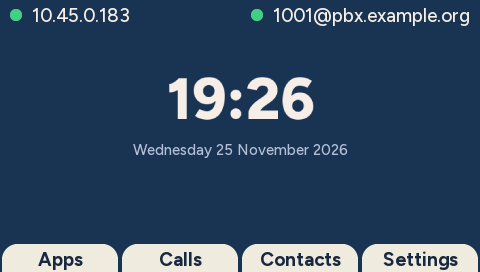 10.45.0.183 1001@pbx.example.org
19:26
Wednesday 25 November 2026
Apps Calls Contacts Settings